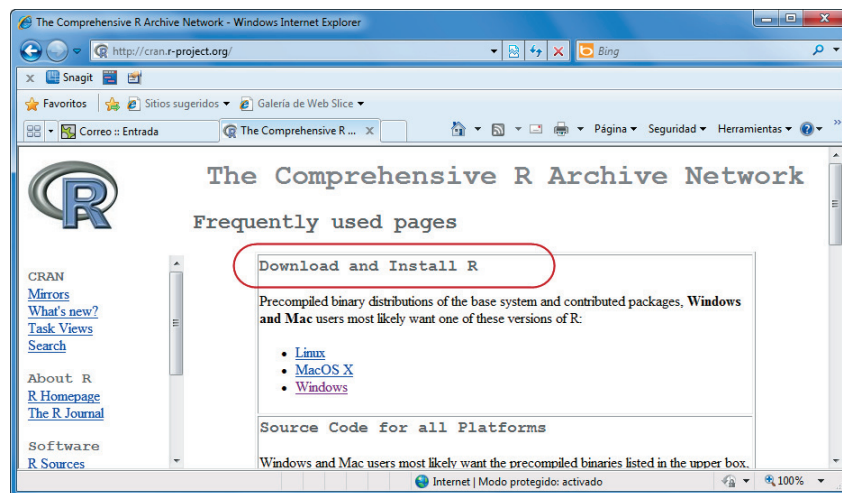 The Comprehensive R Archive Network - Windows Internet Explorer
http://cran.r-project.org/
Bing
x Snagit
Favoritos Sitios sugeridos Galería de Web Slice
Correo :: Entrada
The Comprehensive R ... x
Página Seguridad Herramientas »
R
The Comprehensive R Archive Network
Frequently used pages
CRAN
Mirrors
What's new?
Task Views
Search
About R
R Homepage
The R Journal
Software
R Sources
Download and Install R
Precompiled binary distributions of the base system and contributed packages, Windows
and Mac users most likely want one of these versions of R:
• Linux
• MacOS X
• Windows
Source Code for all Platforms
Windows and Mac users most likely want the precompiled binaries listed in the upper box,
Internet | Modo protegido: activado
100%